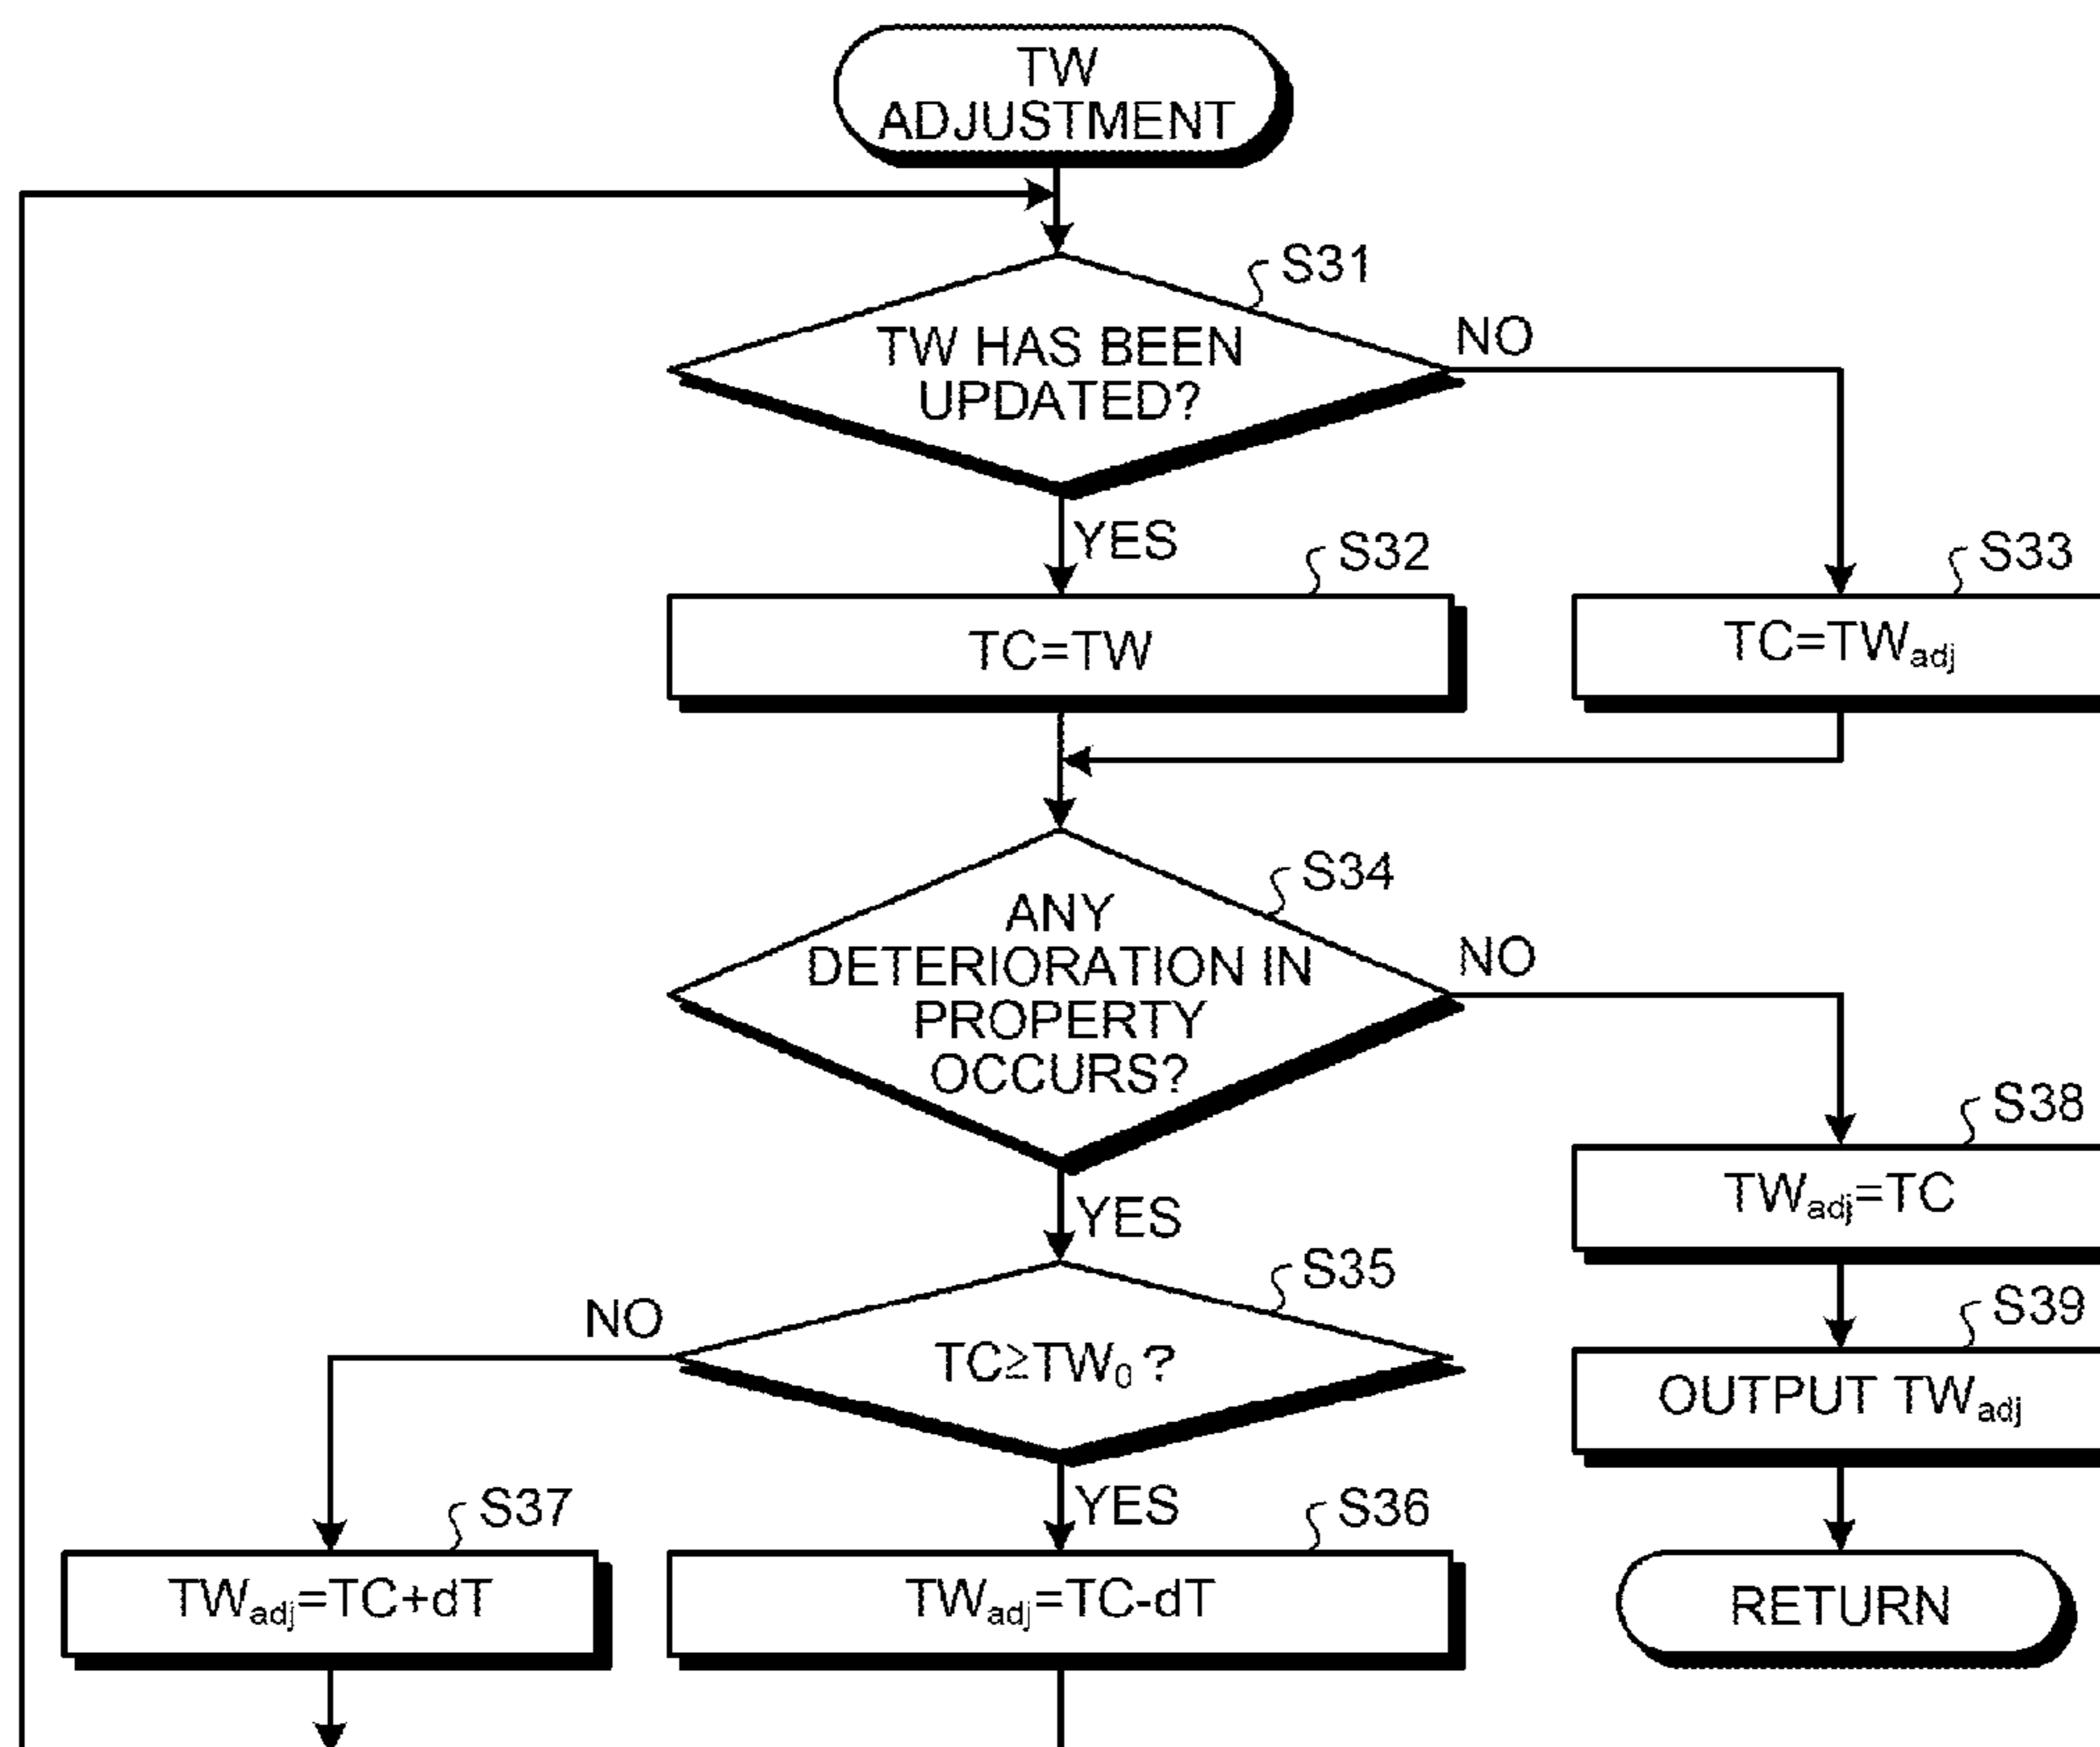 TW
ADJUSTMENT
S31
TW HAS BEEN
UPDATED?
NO
YES
S32
TC=TW
S33
TC=TWadj
S34
ANY
DETERIORATION IN
PROPERTY
OCCURS?
NO
YES
S35
TC≥TW0 ?
NO
YES
S38
TWadj=TC
S39
OUTPUT TWadj
S37
TWadj=TC+dT
S36
TWadj=TC-dT
RETURN